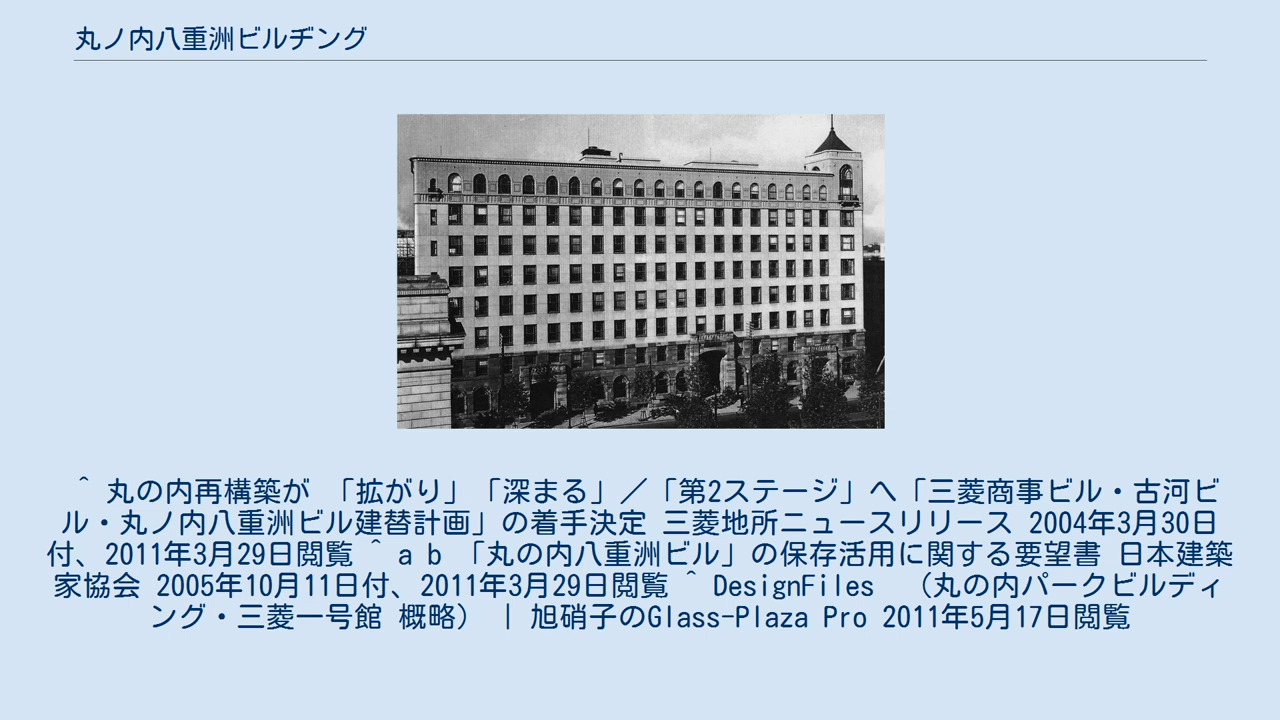 丸ノ内八重洲ビルヂング
＾ 丸の内再構築が 「拡がり」「深まる」／「第2ステージ」へ「三菱商事ビル・古河ビ
ル・丸ノ内八重洲ビル建替計画」の着手決定 三菱地所ニュースリリース 2004年3月30日
付、2011年3月29日閲覧 ＾ a b 「丸の内八重洲ビル」の保存活用に関する要望書 日本建築
家協会 2005年10月11日付、2011年3月29日閲覧 ＾ DesignFiles　（丸の内パークビルディ
ング・三菱一号館 概略） | 旭硝子のGlass-Plaza Pro 2011年5月17日閲覧